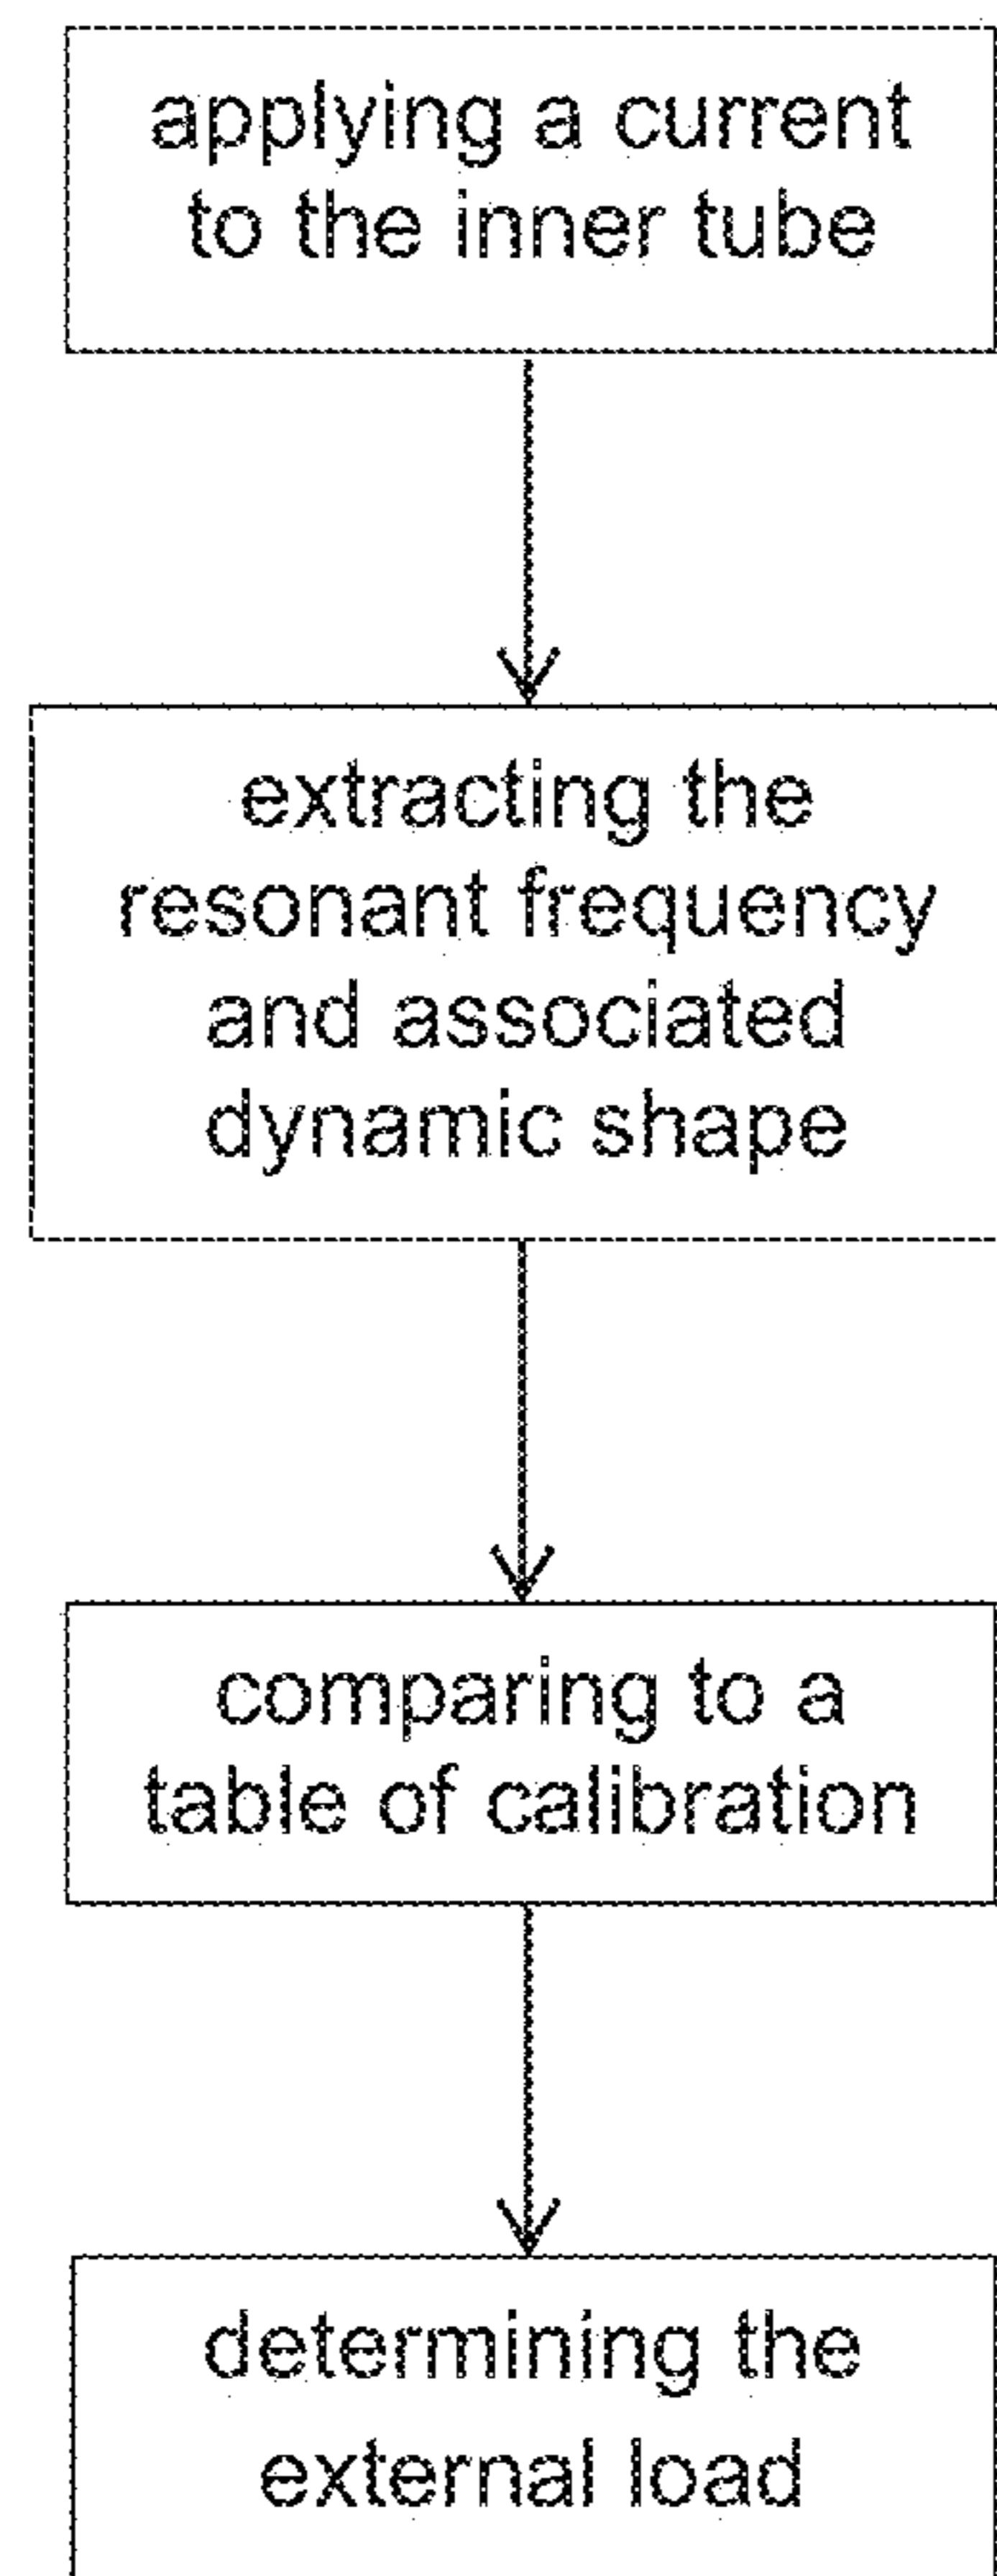 applying a current
to the inner tube
extracting the
resonant frequency
and associated
dynamic shape
comparing to a
table of calibration
determining the
external load